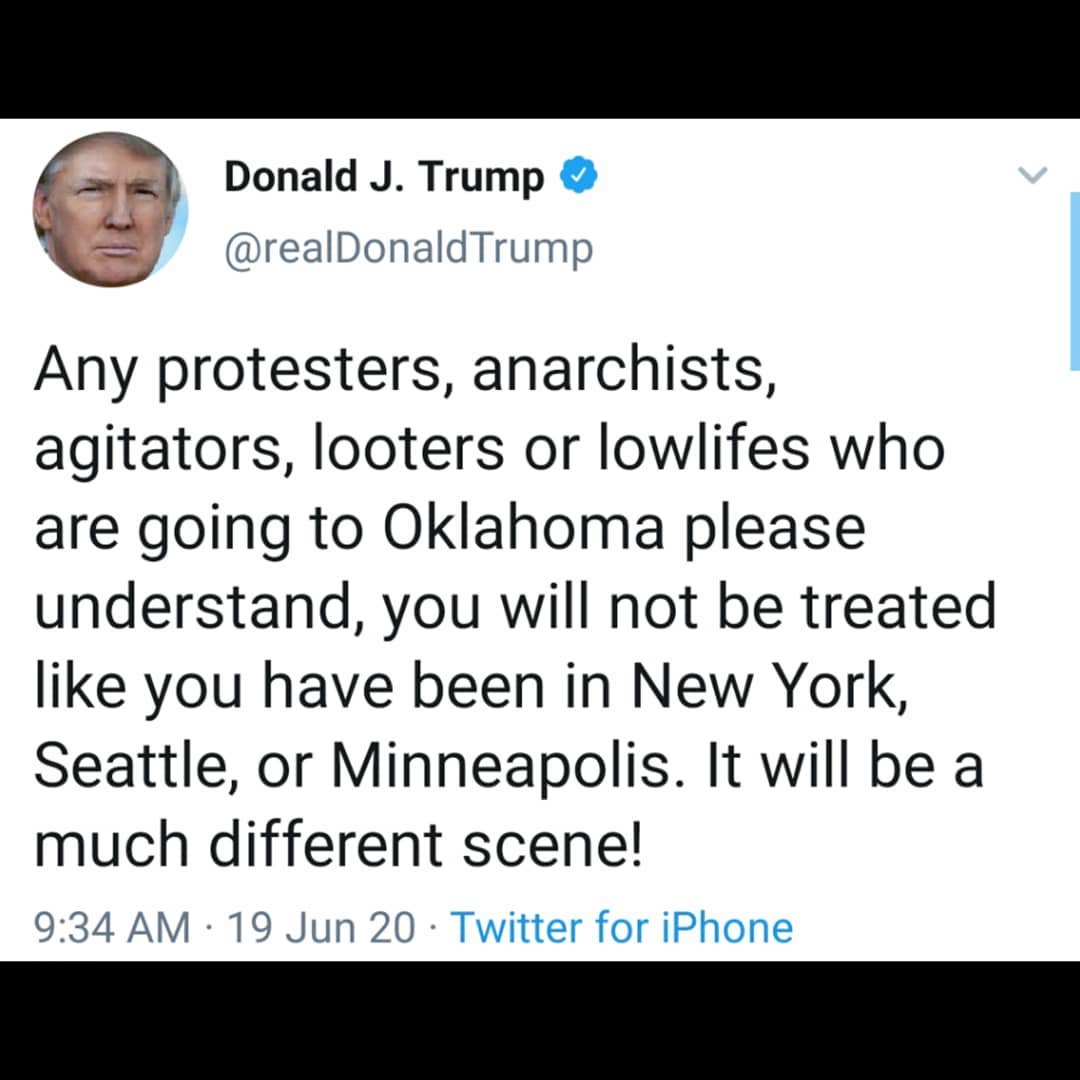 Donald J. Trump
@realDonaldTrump
Any protesters, anarchists,
agitators, looters or lowlifes who
are going to Oklahoma please
understand, you will not be treated
like you have been in New York,
Seattle, or Minneapolis. It will be a
much different scene!
9:34 AM · 19 Jun 20 · Twitter for iPhone